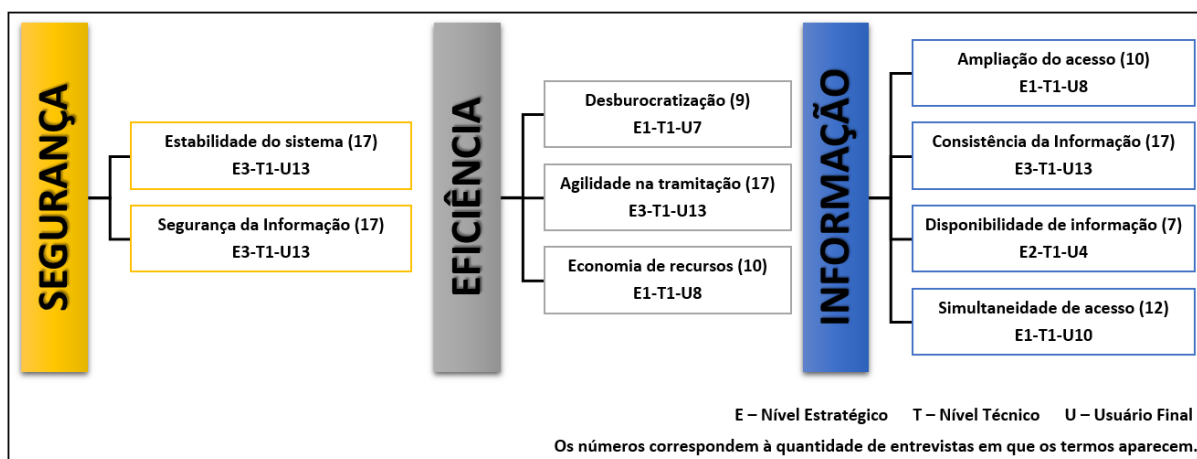 SEGURANÇA
Estabilidade do sistema (17)
E3-T1-U13
Segurança da Informação (17)
E3-T1-U13
EFICIÊNCIA
Desburocratização (9)
E1-T1-U7
Agilidade na tramitação (17)
E3-T1-U13
Economia de recursos (10)
E1-T1-U8
INFORMAÇÃO
Ampliação do acesso (10)
E1-T1-U8
Consistência da Informação (17)
E3-T1-U13
Disponibilidade de informação (7)
E2-T1-U4
Simultaneidade de acesso (12)
E1-T1-U10
E – Nível Estratégico T – Nível Técnico U – Usuário Final
Os números correspondem à quantidade de entrevistas em que os termos aparecem.